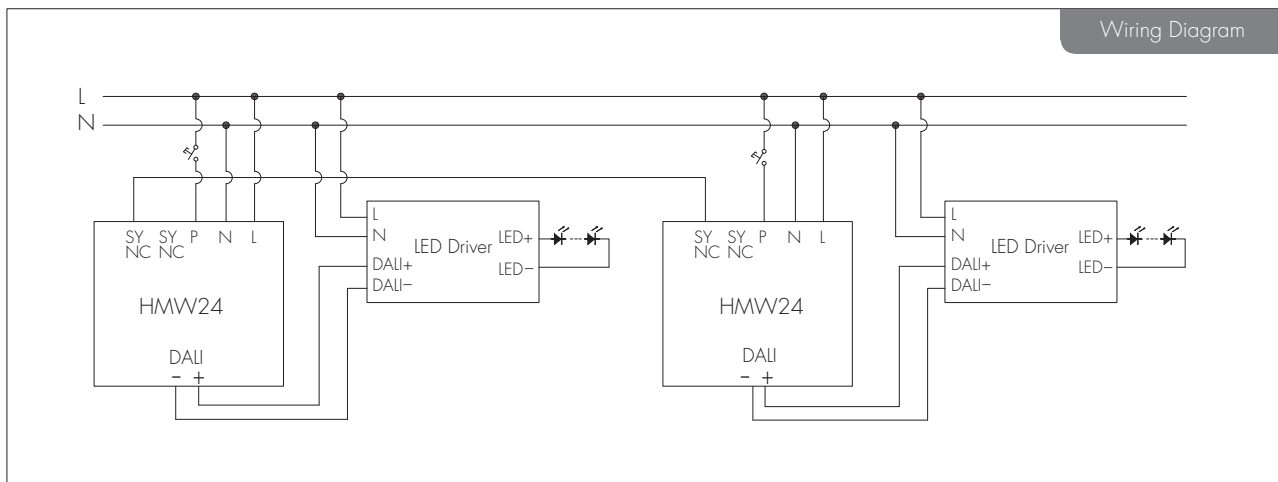 Wiring Diagram
L
N
SY NC SY NC P N L
L
N
DALI+
DALI−
LED Driver
LED+
LED−
HMW24
DALI
− +
SY NC SY NC P N L
L
N
DALI+
DALI−
LED Driver
LED+
LED−
HMW24
DALI
− +